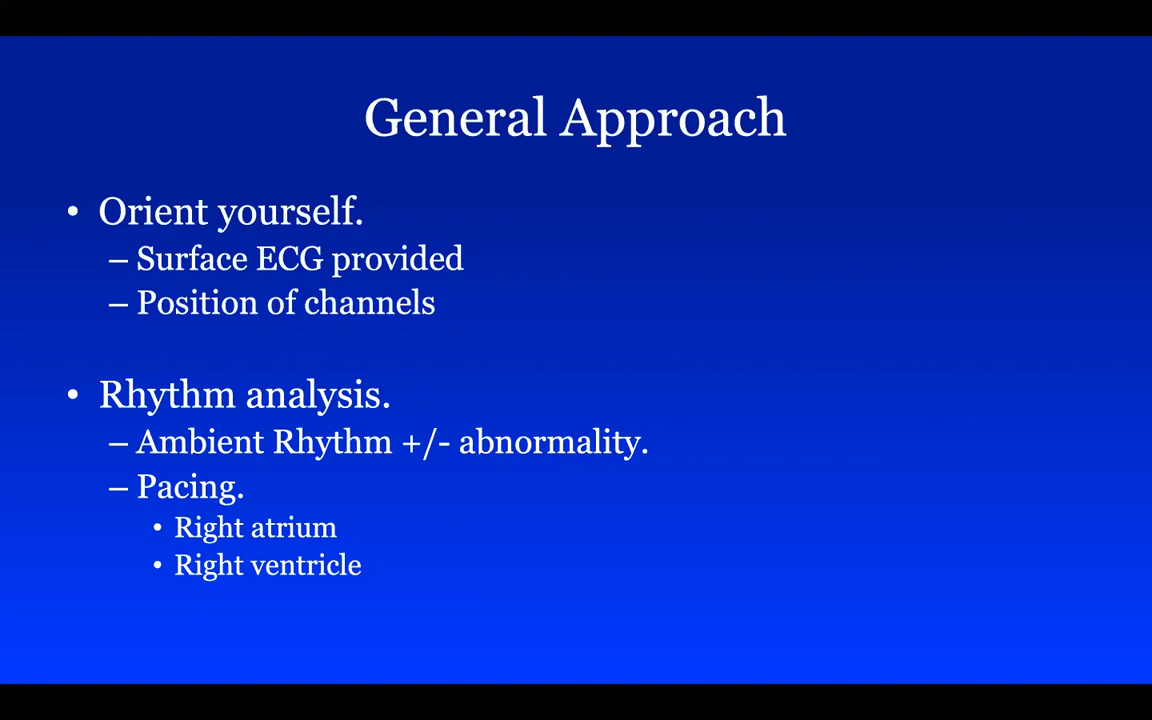 General Approach
• Orient yourself.
– Surface ECG provided
– Position of channels
• Rhythm analysis.
– Ambient Rhythm +/- abnormality.
– Pacing.
• Right atrium
• Right ventricle